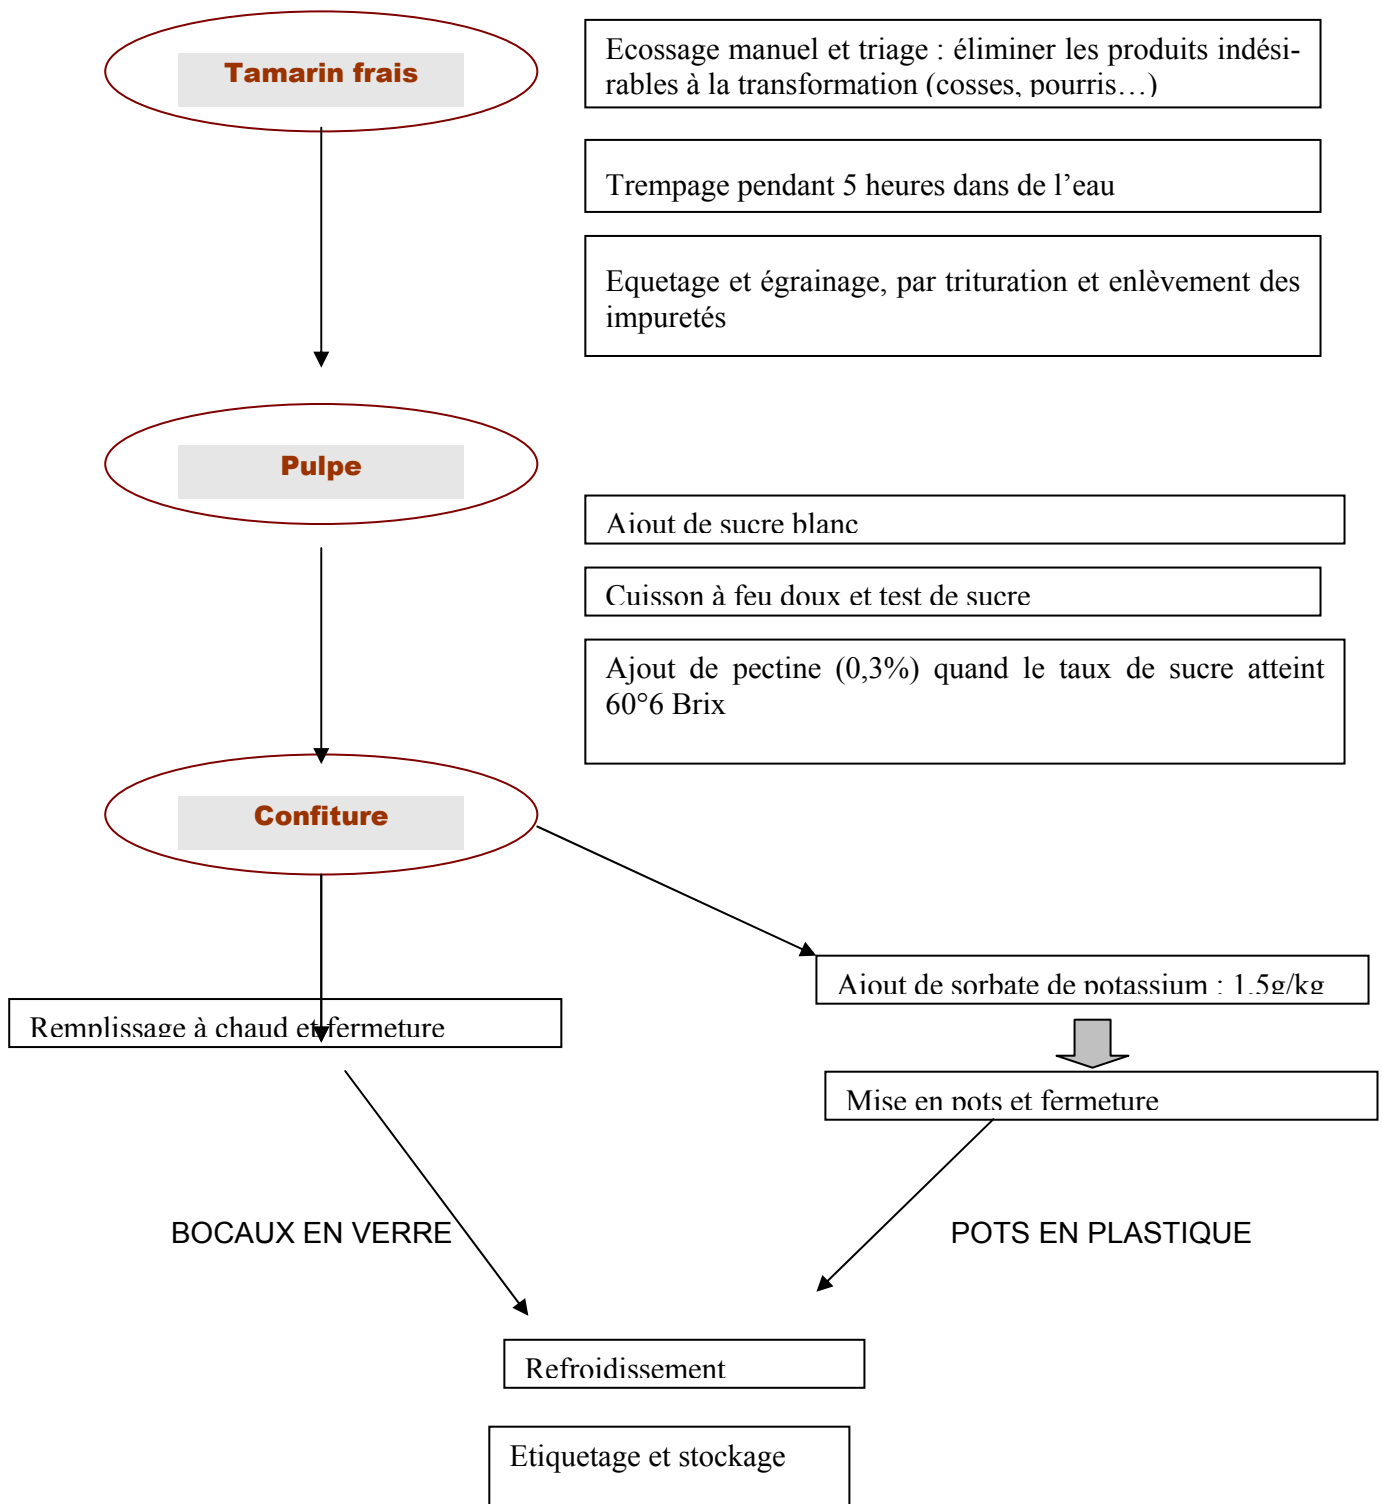 Tamarin frais
Ecossage manuel et triage : éliminer les produits indési-
rables à la transformation (cosses, pourris…)
Trempage pendant 5 heures dans de l’eau
Equetage et égrainage, par trituration et enlèvement des
impuretés
Pulpe
Ajout de sucre blanc
Cuisson à feu doux et test de sucre
Ajout de pectine (0,3%) quand le taux de sucre atteint
60°6 Brix
Confiture
Ajout de sorbate de potassium : 1.5g/kg
Remplissage à chaud et fermeture
Mise en pots et fermeture
BOCAUX EN VERRE
POTS EN PLASTIQUE
Refroidissement
Etiquetage et stockage